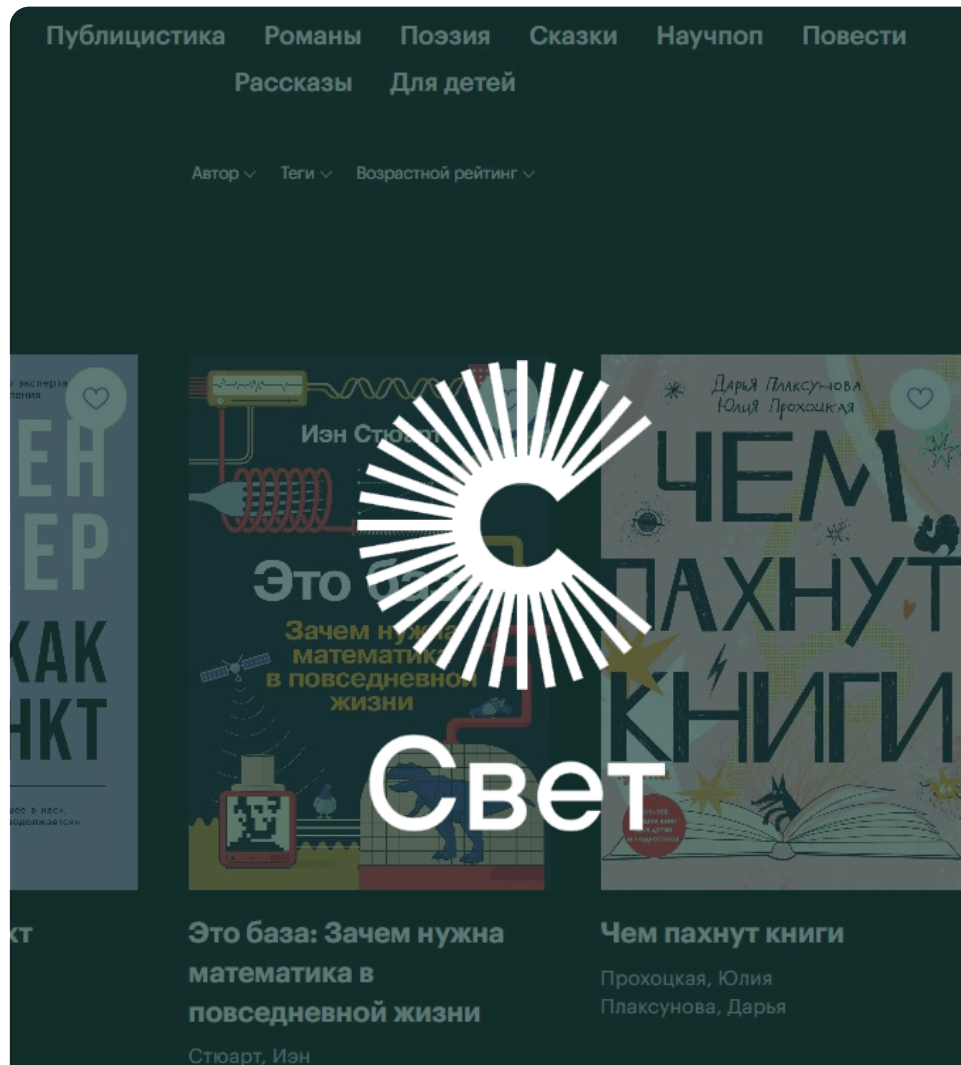 Публицистика Романы Поэзия Сказки Научпоп Повести
Рассказы Для детей
Автор Теги Возрастной рейтинг
эксперта
ЕН
ЕР
КАК
НКТ
Иэн Стюарт
Это база
Зачем нужна
математика
в повседневной
жизни
Дарья Плаксунова
Юлия Прохоцкая
ЧЕМ
ПАХНУТ
КНИГИ
6+
С
Свет
кт
Это база: Зачем нужна
математика в
повседневной жизни
Стюарт, Иэн
Чем пахнут книги
Прохоцкая, Юлия
Плаксунова, Дарья